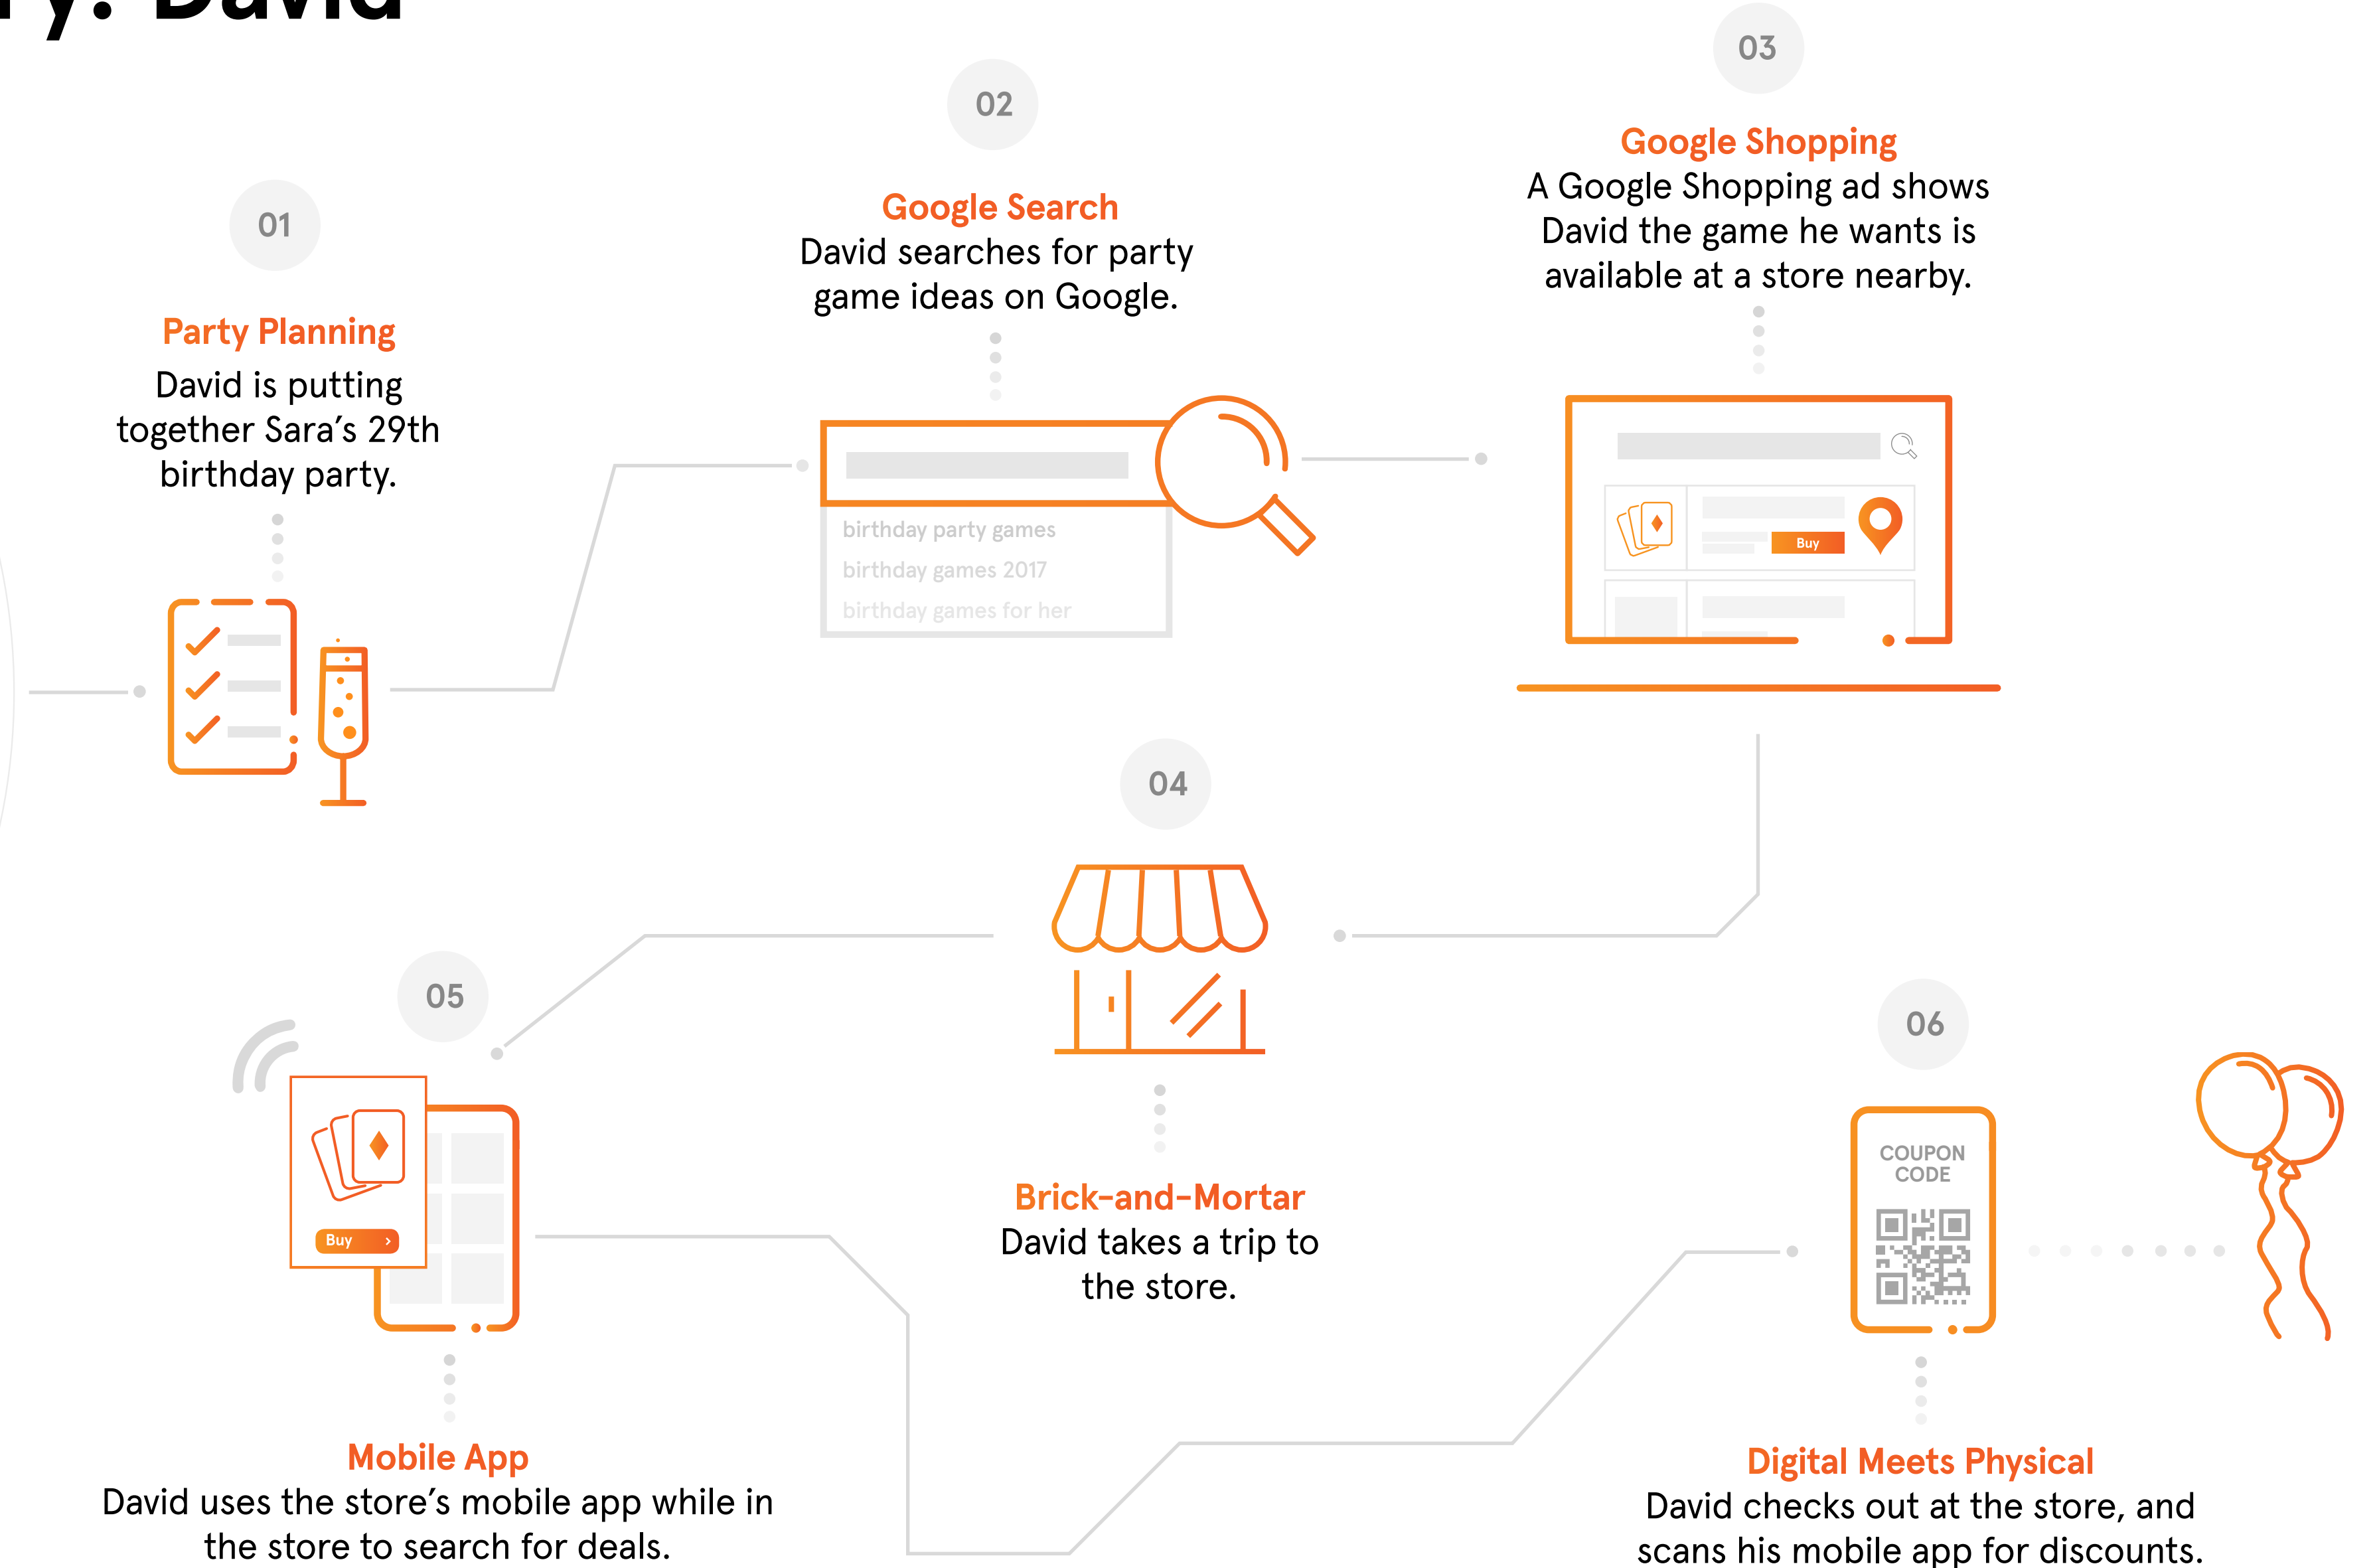 David
01
Party Planning
David is putting
together Sara’s 29th
birthday party.
02
Google Search
David searches for party
game ideas on Google.
birthday party games
birthday games 2017
birthday games for her
03
Google Shopping
A Google Shopping ad shows
David the game he wants is
available at a store nearby.
Buy
04
Brick-and-Mortar
David takes a trip to
the store.
05
Buy
Mobile App
David uses the store’s mobile app while in
the store to search for deals.
06
COUPON
CODE
Digital Meets Physical
David checks out at the store, and
scans his mobile app for discounts.